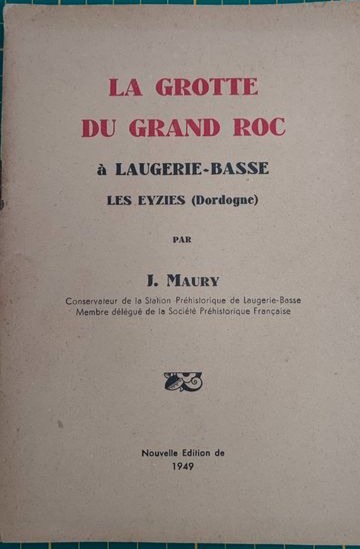 LA GROTTE
DU GRAND ROC
à LAUGERIE-BASSE
LES EYZIES (Dordogne)
PAR
J. MAURY
Conservateur de la Station Préhistorique de Laugerie-Basse
Membre délégué de la Société Préhistorique Française
Nouvelle Edition de
1949